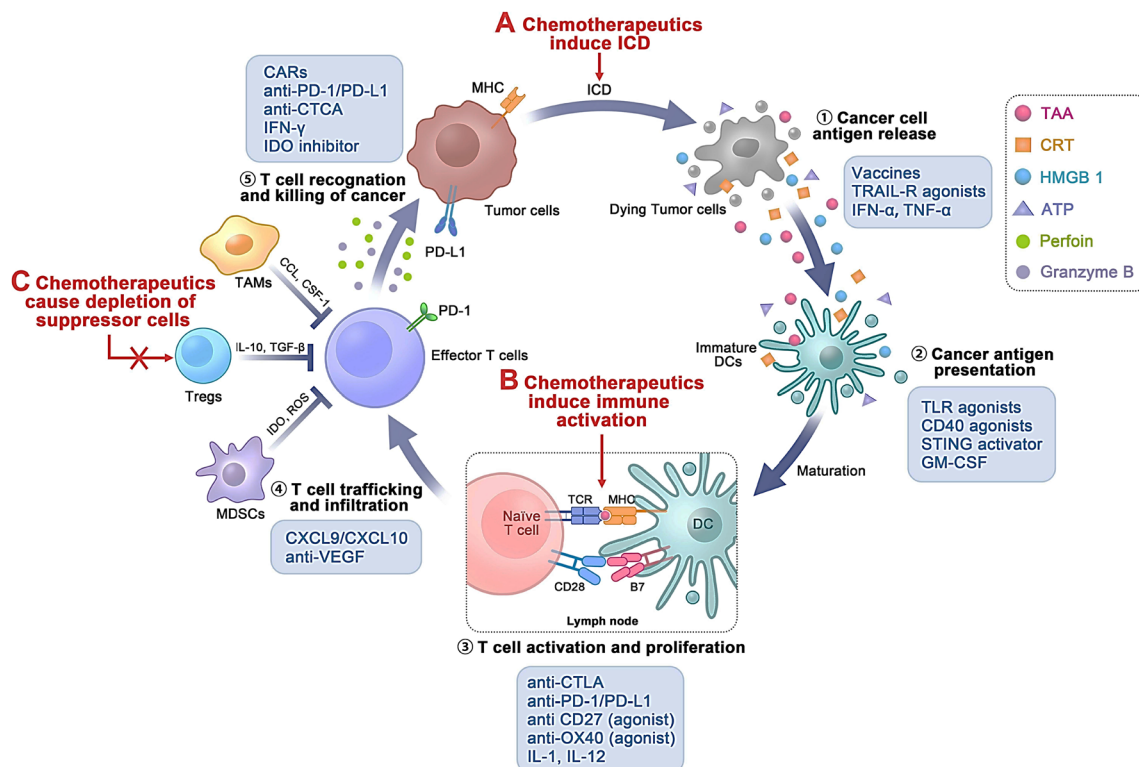 A Chemotherapeutics
induce ICD
CARs
anti-PD-1/PD-L1
anti-CTCA
IFN-γ
IDO inhibitor
MHC
ICD
① Cancer cell
antigen release
Vaccines
TRAIL-R agonists
IFN-α, TNF-α
TAA
CRT
HMGB 1
ATP
Perfoin
Granzyme B
⑤ T cell recognation
and killing of cancer
Tumor cells
Dying Tumor cells
PD-L1
TAMs
CCL, CSF-1
C Chemotherapeutics
cause depletion of
suppressor cells
PD-1
IL-10, TGF-β
Effector T cells
Tregs
IDO, ROS
MDSCs
Immature
DCs
② Cancer antigen
presentation
TLR agonists
CD40 agonists
STING activator
GM-CSF
B Chemotherapeutics
induce immune
activation
Maturation
④ T cell trafficking
and infiltration
CXCL9/CXCL10
anti-VEGF
Naïve
T cell
TCR
MHC
DC
CD28
B7
Lymph node
③ T cell activation and proliferation
anti-CTLA
anti-PD-1/PD-L1
anti CD27 (agonist)
anti-OX40 (agonist)
IL-1, IL-12